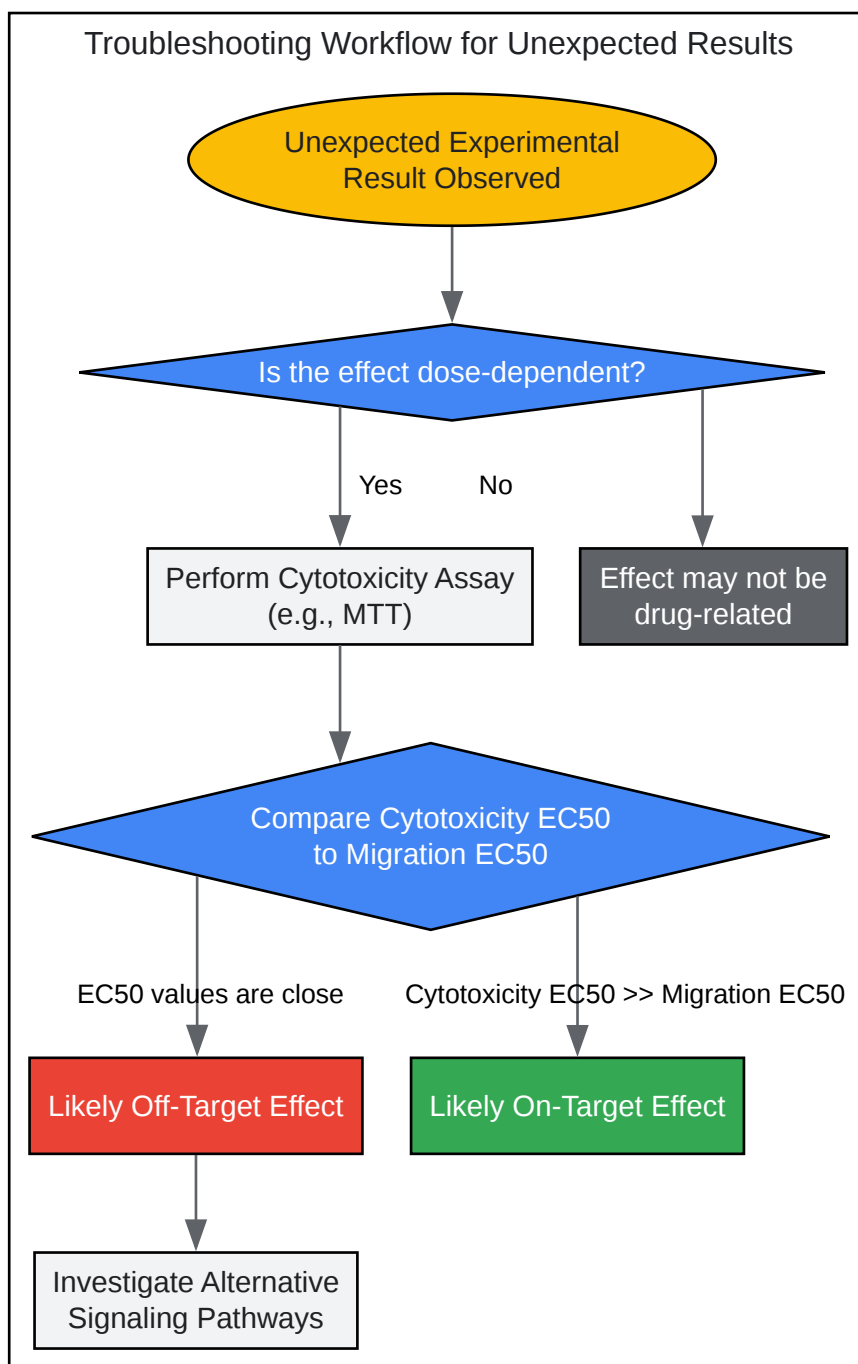 Troubleshooting Workflow for Unexpected Results
Unexpected Experimental
Result Observed
Is the effect dose-dependent?
Yes
No
Perform Cytotoxicity Assay
(e.g., MTT)
Effect may not be
drug-related
Compare Cytotoxicity EC50
to Migration EC50
EC50 values are close
Cytotoxicity EC50 >> Migration EC50
Likely Off-Target Effect
Likely On-Target Effect
Investigate Alternative
Signaling Pathways